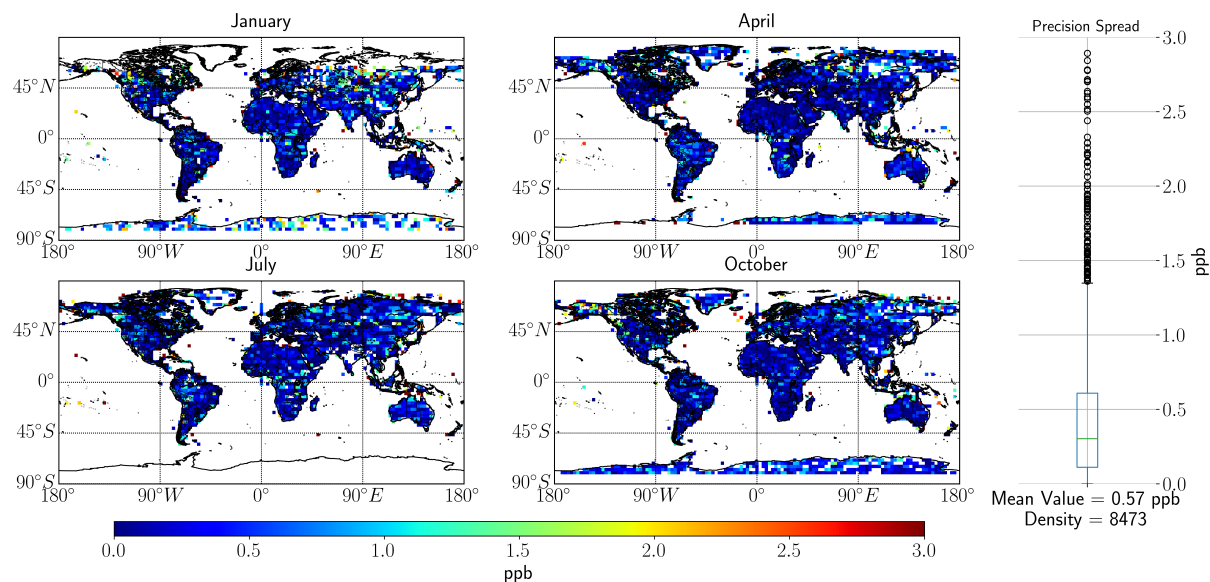 January
April
Precision Spread
45°N
0°
45°S
90°S
180°
90°W
0°
90°E
180°
45°N
0°
45°S
90°S
180°
90°W
0°
90°E
180°
3.0
2.5
2.0
1.5
1.0
0.5
0.0
ppb
July
October
45°N
0°
45°S
90°S
180°
90°W
0°
90°E
180°
45°N
0°
45°S
90°S
180°
90°W
0°
90°E
180°
Mean Value = 0.57 ppb
Density = 8473
0.0
0.5
1.0
1.5
2.0
2.5
3.0
ppb